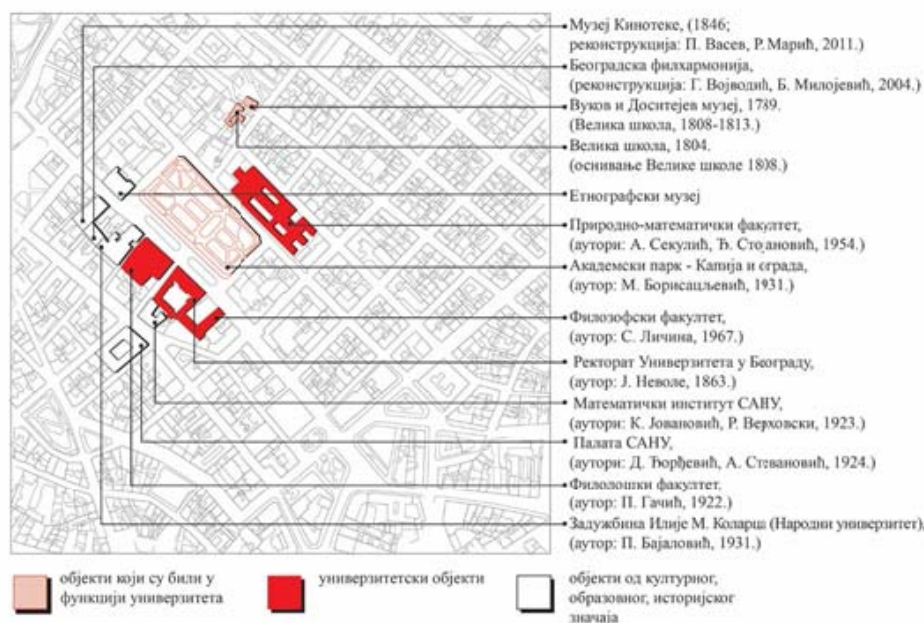 Музеј Кинотеке, (1846;
реконструкција: П. Васев, Р. Марић, 2011.)
Београдска филхармонија,
(реконструкција: Г. Војводић, Б. Милојевић, 2004.)
Вуков и Доситејев музеј, 1789.
(Велика школа, 1808-1813.)
Велика школа, 1804.
(оснивање Велике школе 1808.)
Етнографски музеј
Природно-математички факултет,
(аутори: А. Секулић, Ђ. Стојановић, 1954.)
Академски парк - Капија и ограда,
(аутор: М. Борисацљевић, 1931.)
Филозофски факултет,
(аутор: С. Личина, 1967.)
Ректорат Универзитета у Београду,
(аутор: Ј. Неволе, 1863.)
Математички институт САНУ,
(аутори: К. Јовановић, Р. Верховски, 1923.)
Палата САНУ,
(аутори: Д. Ђорђевић, А. Стевановић, 1924.)
Филолошки факултет,
(аутор: П. Гачић, 1922.)
Задужбина Илије М. Коларца (Народни универзитет),
(аутор: П. Бајаловић, 1931.)
објекти који су били у
функцији универзитета
универзитетски објекти
објекти од културног,
образовног, историјског
значаја